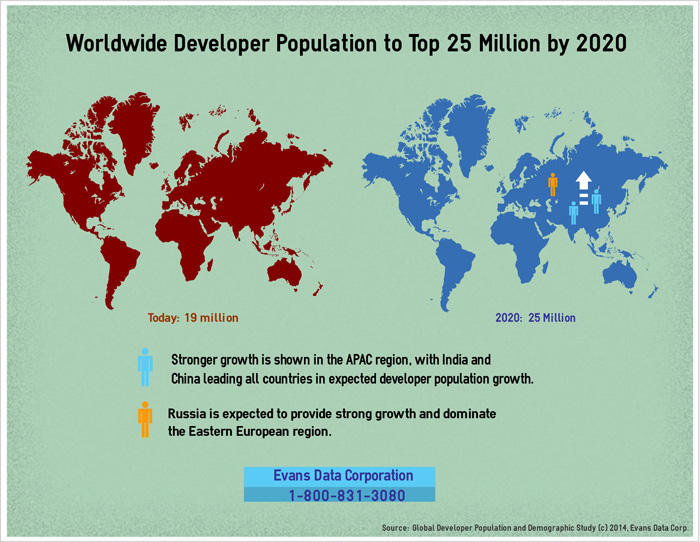 Worldwide Developer Population to Top 25 Million by 2020
Today: 19 million
2020: 25 Million
Stronger growth is shown in the APAC region, with India and
China leading all countries in expected developer population growth.
Russia is expected to provide strong growth and dominate
the Eastern European region.
Evans Data Corporation
1-800-831-3080
Source: Global Developer Population and Demographic Study (c) 2014, Evans Data Corp.